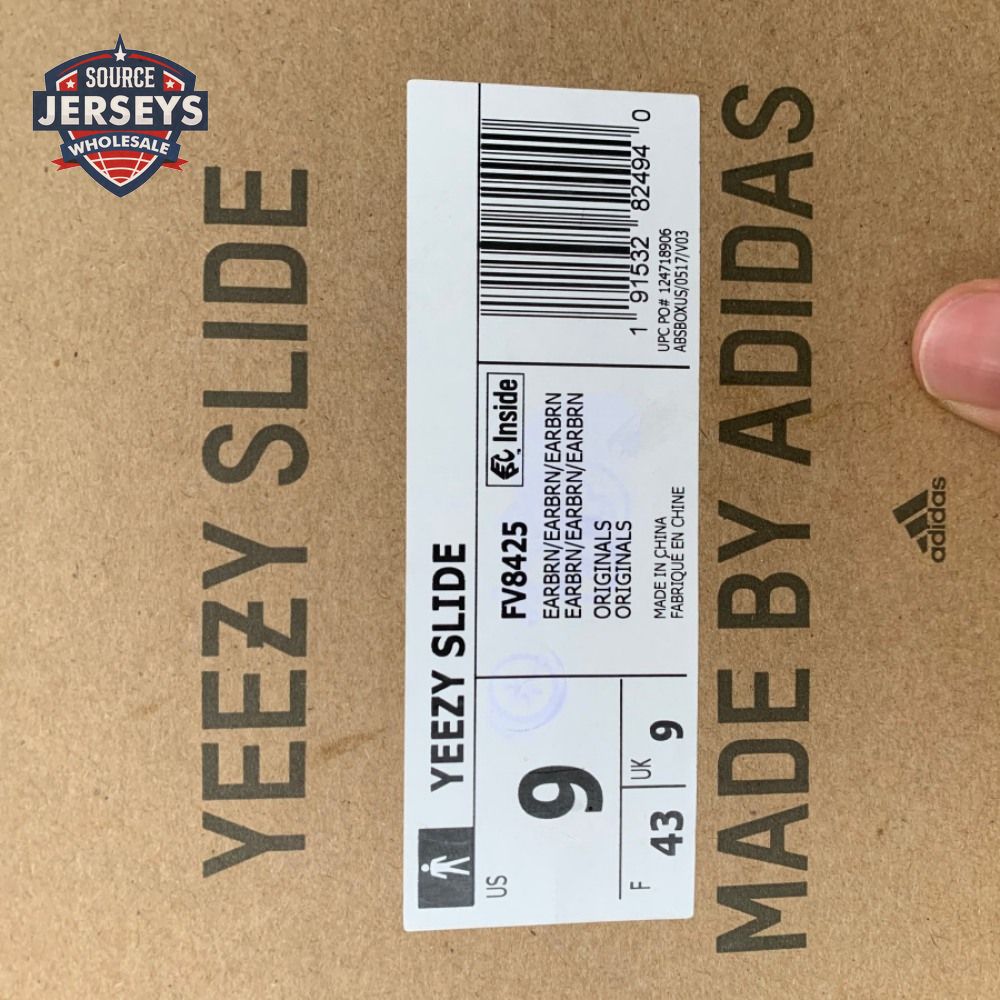 SOURCE
JERSEYS
WHOLESALE
YEEZY SLIDE
YEEZY SLIDE
US
9
F
43
UK
9
FV8425
Inside
EARBRN/EARBRN/EARBRN
EARBRN/EARBRN/EARBRN
ORIGINALS
ORIGINALS
MADE IN CHINA
FABRIQUE EN CHINE
1 91532 82494 0
UPC PO# 124718906
ABSBOXUS/0517/V03
MADE BY ADIDAS
adidas